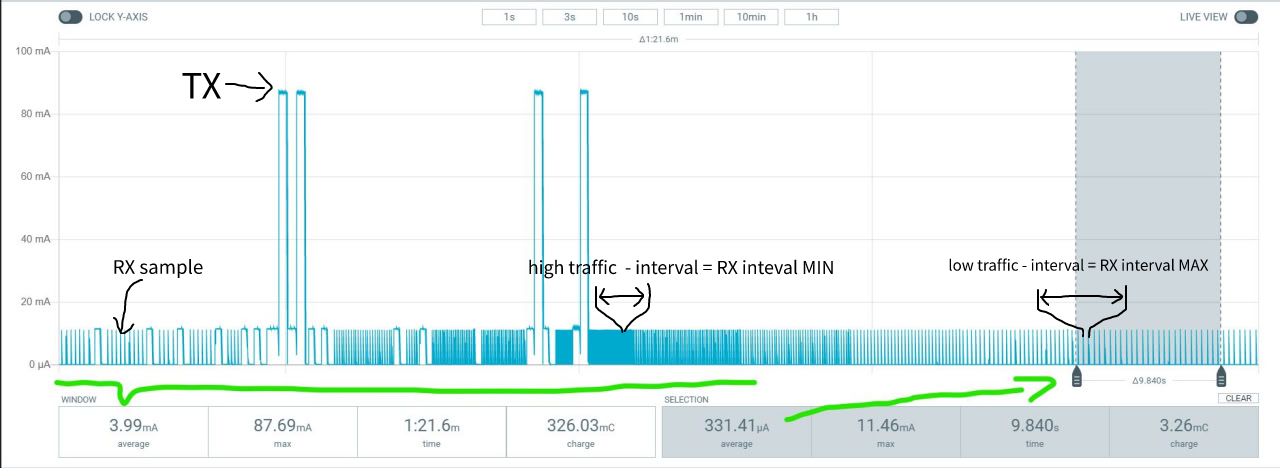 LOCK Y-AXIS 1s 3s 10s 1min 10min 1h LIVE VIEW
Δ1:21.6m
100 mA
TX
80 mA
60 mA
40 mA
RX sample high traffic - interval = RX inteval MIN low traffic - interval = RX interval MAX
20 mA
0 µA
Δ9.840s
WINDOW SELECTION CLEAR
3.99mA 87.69mA 1:21.6m 326.03mC 331.41µA 11.46mA 9.840s 3.26mC
average max time charge average max time charge